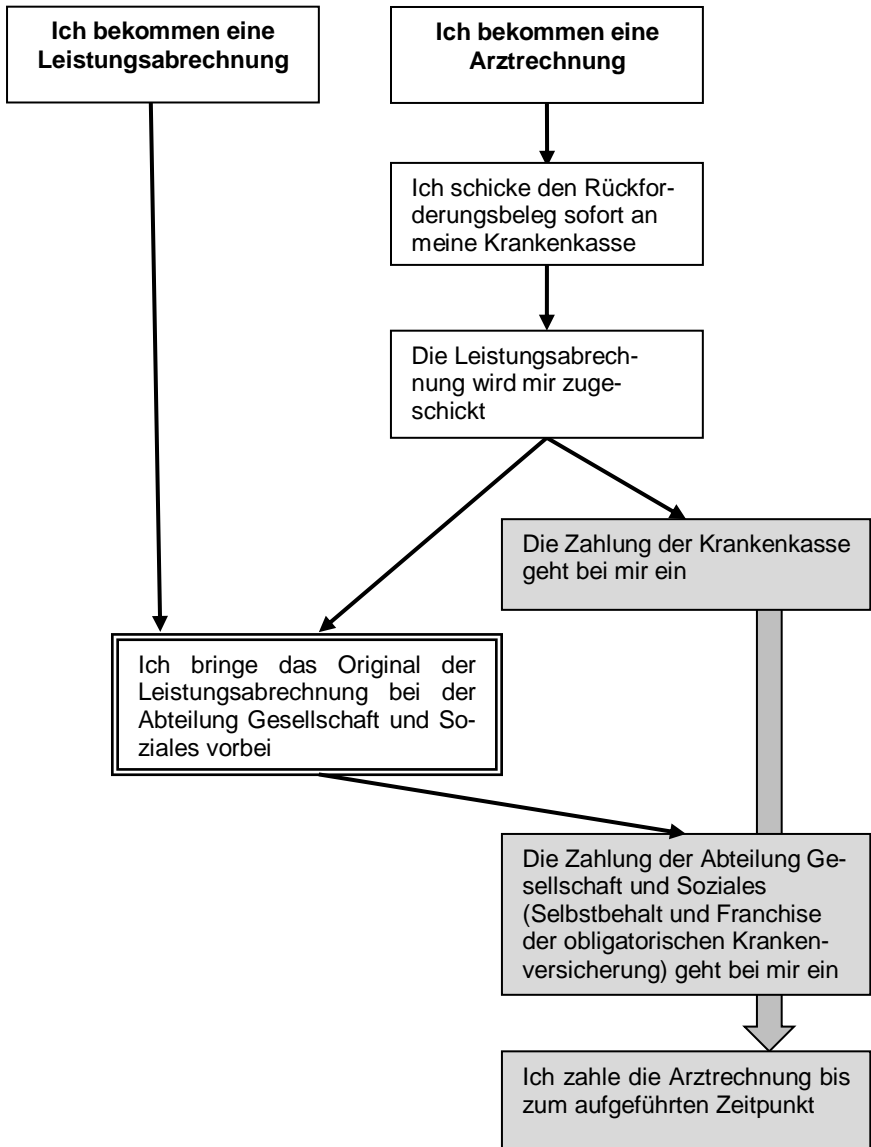 Ich bekommen eine
Leistungsabrechnung
Ich bekommen eine
Arztrechnung
Ich schicke den Rückfor-
derungsbeleg sofort an
meine Krankenkasse
Die Leistungsabrech-
nung wird mir zuge-
schickt
Die Zahlung der Krankenkasse
geht bei mir ein
Ich bringe das Original der
Leistungsabrechnung bei der
Abteilung Gesellschaft und So-
ziales vorbei
Die Zahlung der Abteilung Ge-
sellschaft und Soziales
(Selbstbehalt und Franchise
der obligatorischen Kranken-
versicherung) geht bei mir ein
Ich zahle die Arztrechnung bis
zum aufgeführten Zeitpunkt